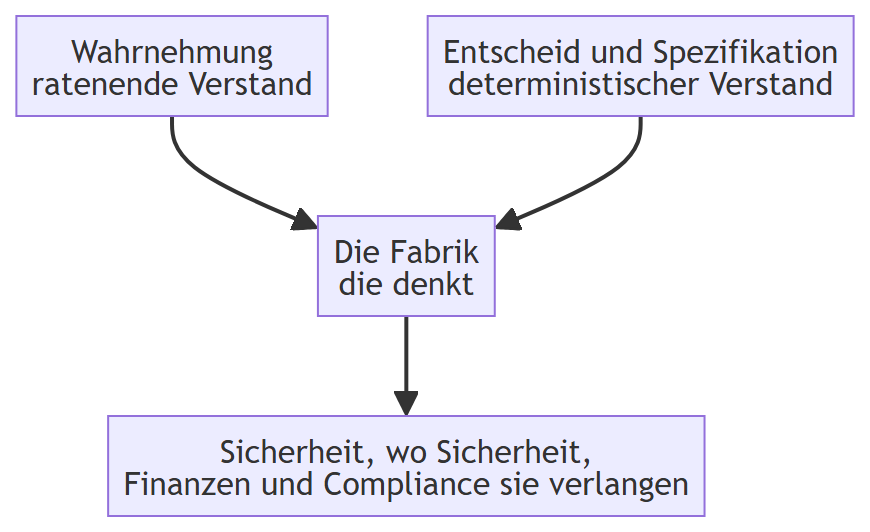 Wahrnehmung
ratenende Verstand
Entscheid und Spezifikation
deterministischer Verstand
Die Fabrik
die denkt
Sicherheit, wo Sicherheit,
Finanzen und Compliance sie verlangen